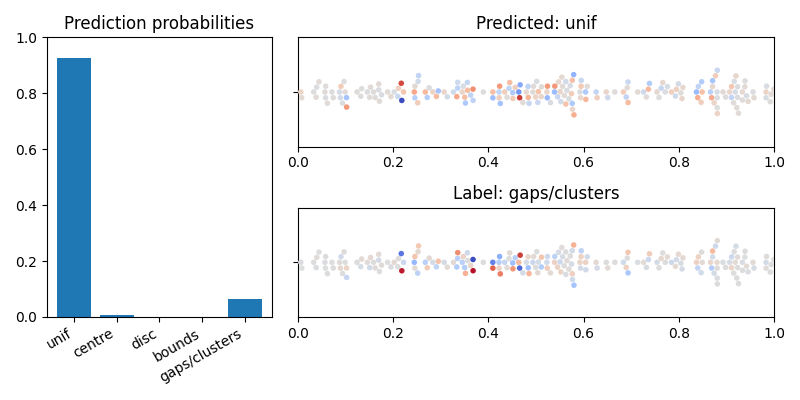 Prediction probabilities
1.0
0.8
0.6
0.4
0.2
0.0
unif
centre
disc
bounds
gaps/clusters
Predicted: unif
0.0 0.2 0.4 0.6 0.8 1.0
Label: gaps/clusters
0.0 0.2 0.4 0.6 0.8 1.0